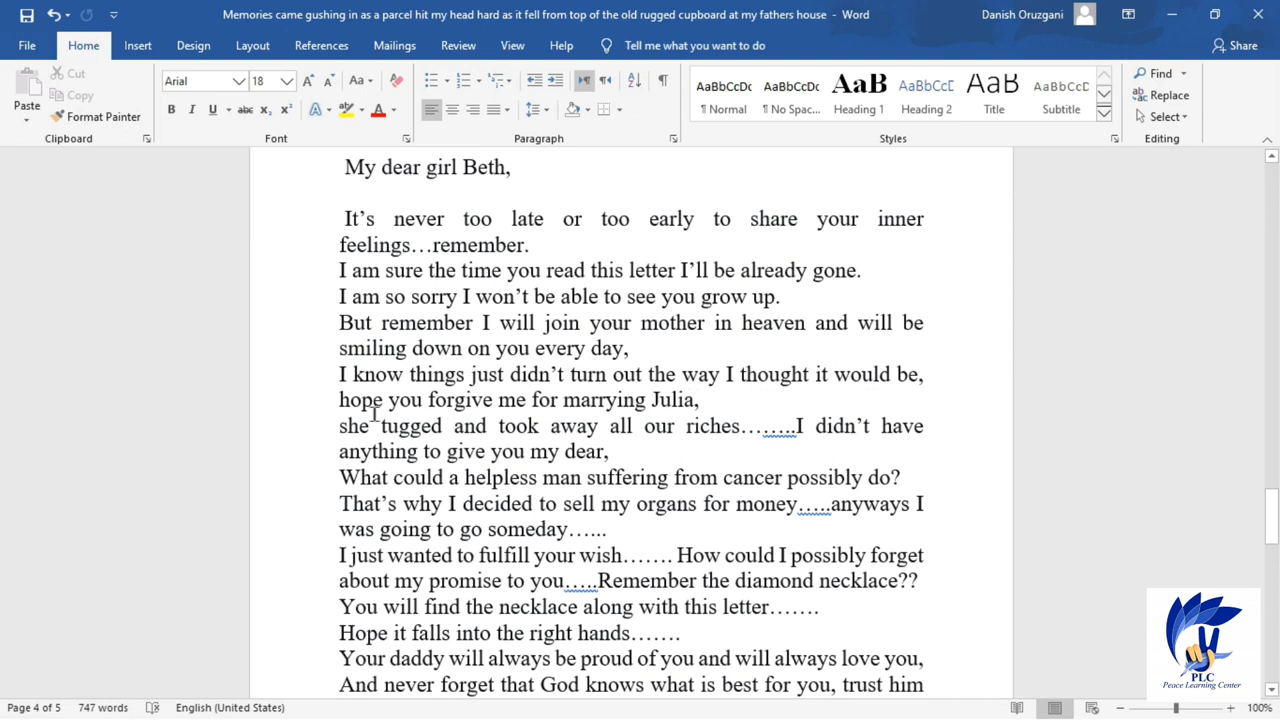 Memories came gushing in as a parcel hit my head hard as it fell from top of the old rugged cupboard at my fathers house - Word
Danish Oruzgani
File Home Insert Design Layout References Mailings Review View Help Tell me what you want to do Share
Paste
Cut
Copy
Format Painter
Clipboard
Arial 18
Aa
B I U abc x₂ x²
Font
Paragraph
AaBbCcDc AaBbCcDc AaB AaBbCcD AaB AaBbCcD
¶ Normal ¶ No Spac... Heading 1 Heading 2 Title Subtitle
Styles
Find
Replace
Select
Editing
My dear girl Beth,
It’s never too late or too early to share your inner
feelings…remember.
I am sure the time you read this letter I’ll be already gone.
I am so sorry I won’t be able to see you grow up.
But remember I will join your mother in heaven and will be
smiling down on you every day,
I know things just didn’t turn out the way I thought it would be,
hope you forgive me for marrying Julia,
she tugged and took away all our riches……..I didn’t have
anything to give you my dear,
What could a helpless man suffering from cancer possibly do?
That’s why I decided to sell my organs for money…..anyways I
was going to go someday…...
I just wanted to fulfill your wish……. How could I possibly forget
about my promise to you…..Remember the diamond necklace??
You will find the necklace along with this letter…….
Hope it falls into the right hands…….
Your daddy will always be proud of you and will always love you,
And never forget that God knows what is best for you, trust him
PLC
Peace Learning Center
Page 4 of 5 747 words English (United States) 100%